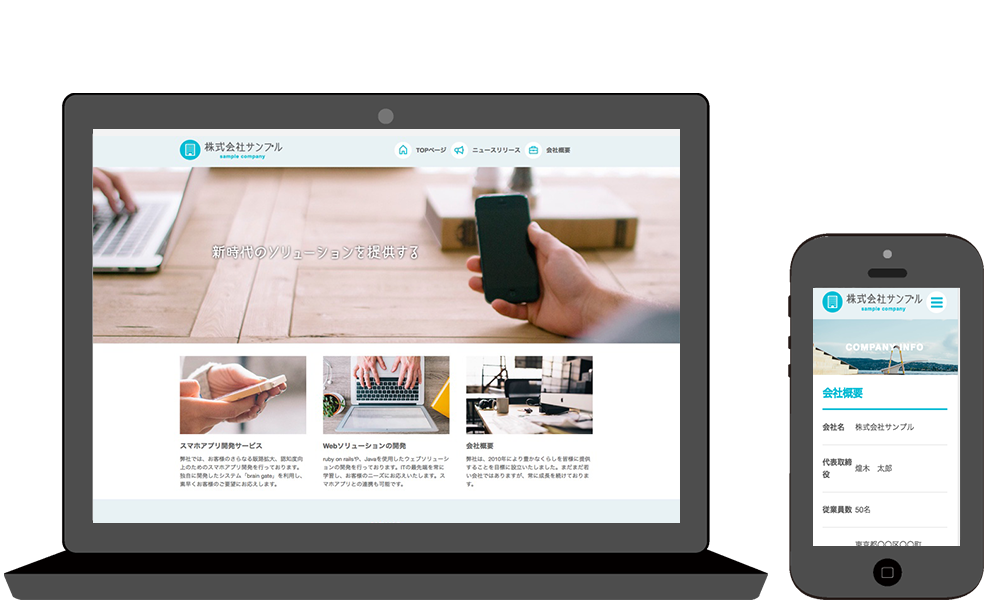 株式会社サンプル
sample company
TOPページ ニュースリリース 会社概要
新時代のソリューションを提供する
スマホアプリ開発サービス
弊社では、お客様のさらなる販路拡大、認知度向
上のためのスマホアプリ開発を行っております。
独自に開発したシステム「brain gate」を利用し、
素早くお客様のご要望にお応えします。
Webソリューションの開発
ruby on railsや、Javaを使用したウェブソリューショ
ンの開発を行っております。ITの最先端を常に
学習し、お客様のニーズにお応えいたします。ス
マホアプリとの連携も可能です。
会社概要
弊社は、2010年により豊かなくらしを皆様に提供
することを目標に設立いたしました。まだまだ若
い会社ではありますが、常に成長を続けておりま
す。
株式会社サンプル
sample company
COMPANY INFO
会社概要
会社名 株式会社サンプル
代表取締
役 煌木 太郎
従業員数 50名
東京都〇〇区〇〇町